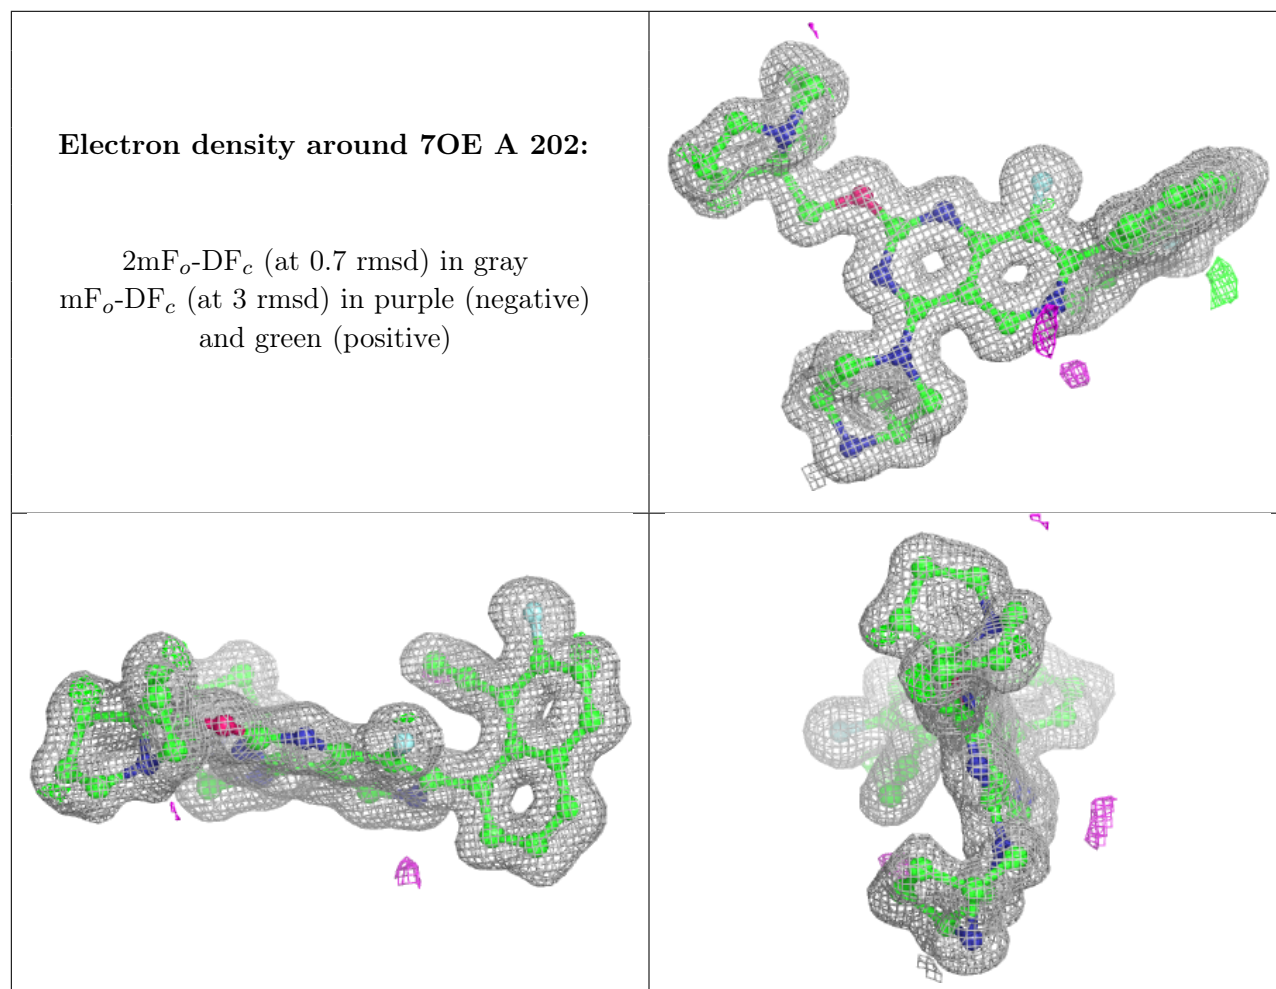 Electron density around 7OE A 202:
2mFo-DFc (at 0.7 rmsd) in gray
mFo-DFc (at 3 rmsd) in purple (negative)
and green (positive)